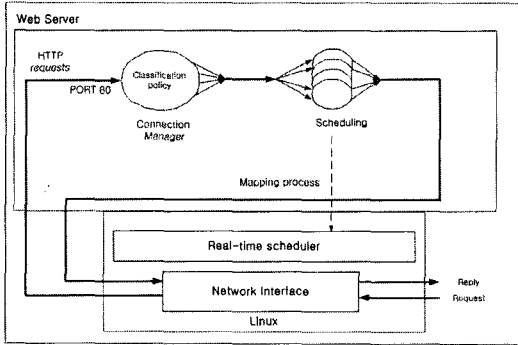 Web Server
HTTP
requests
PORT 80
Classification
policy
Connection
Manager
Scheduling
Mapping process
Real-time scheduler
Network Interface
Reply
Request
Linux